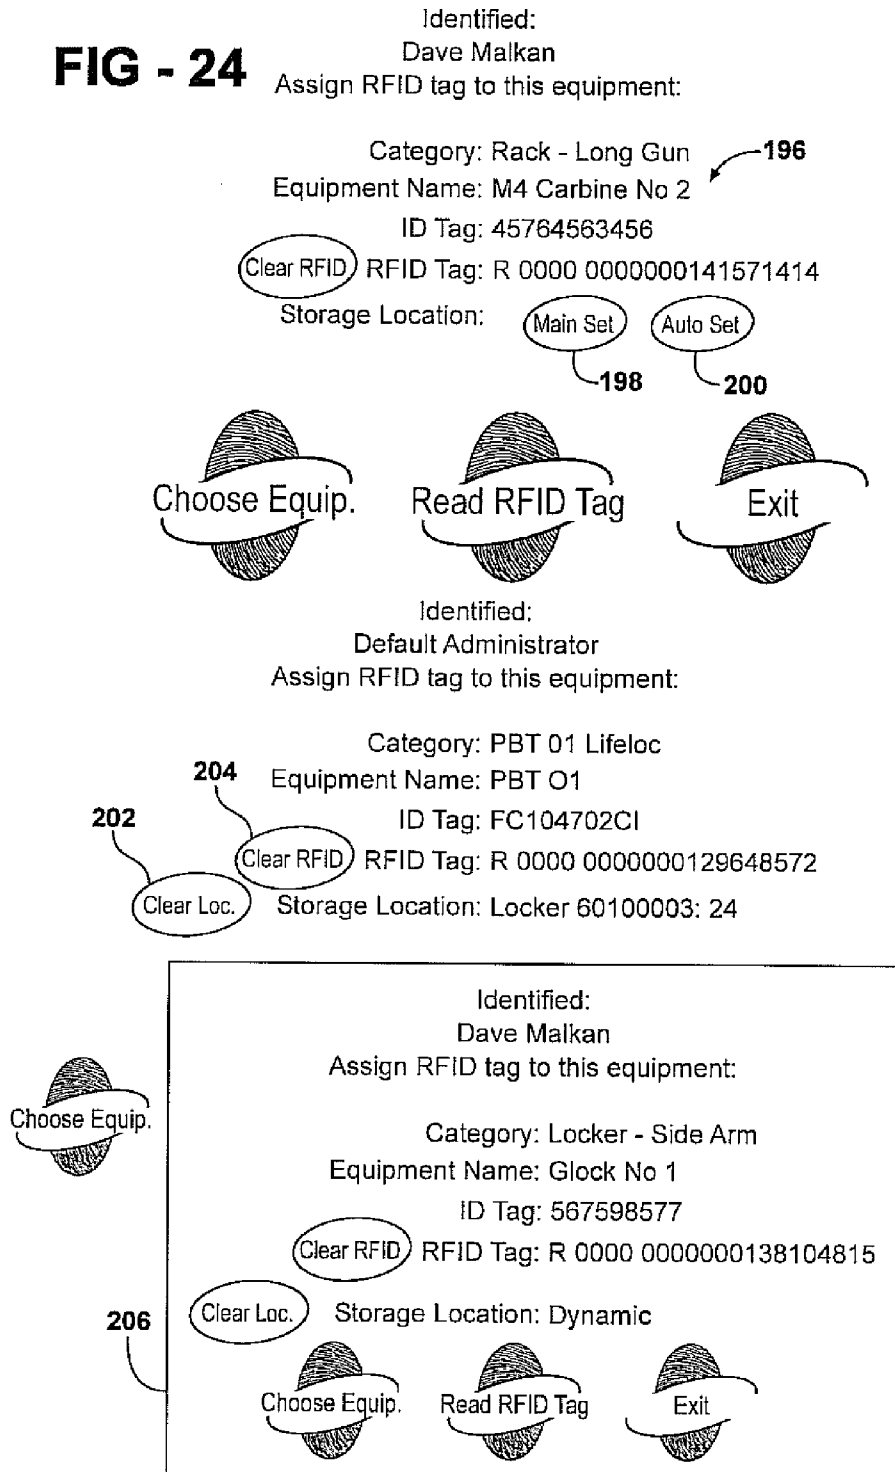 Identified:
FIG - 24
Dave Malkan
Assign RFID tag to this equipment:
Category: Rack - Long Gun
196
Equipment Name: M4 Carbine No 2
ID Tag: 45764563456
Clear RFID RFID Tag: R 0000 0000000141571414
Storage Location: Main Set Auto Set
198 200
Choose Equip. Read RFID Tag Exit
Identified:
Default Administrator
Assign RFID tag to this equipment:
Category: PBT 01 Lifeloc
204
Equipment Name: PBT O1
202
ID Tag: FC104702CI
Clear RFID RFID Tag: R 0000 0000000129648572
Clear Loc. Storage Location: Locker 60100003: 24
Identified:
Dave Malkan
Assign RFID tag to this equipment:
Choose Equip.
Category: Locker - Side Arm
Equipment Name: Glock No 1
ID Tag: 567598577
Clear RFID RFID Tag: R 0000 0000000138104815
206
Clear Loc. Storage Location: Dynamic
Choose Equip. Read RFID Tag Exit